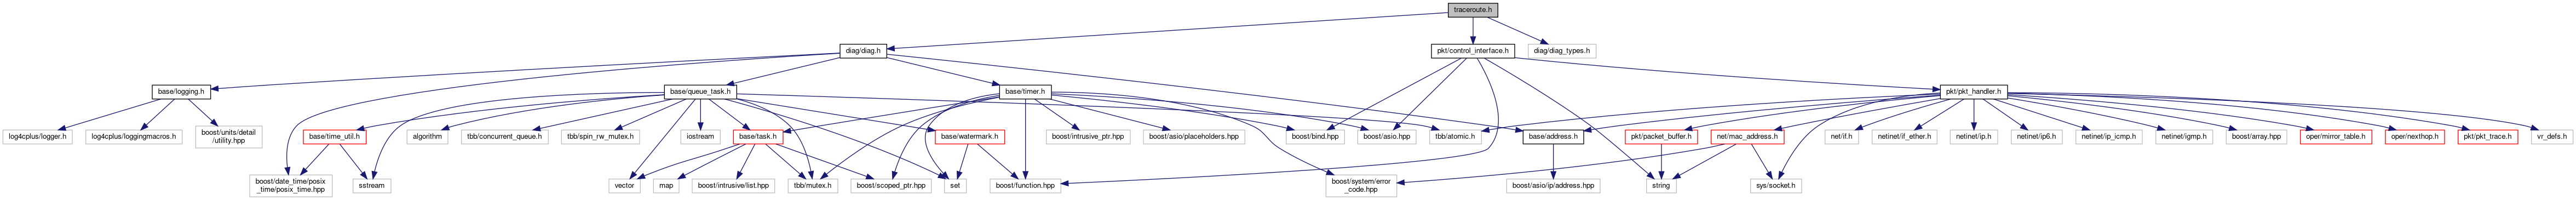 traceroute.h
diag/diag.h
pkt/control_interface.h
diag/diag_types.h
base/logging.h
base/queue_task.h
base/timer.h
pkt/pkt_handler.h
log4cplus/logger.h
log4cplus/loggingmacros.h
boost/units/detail
/utility.hpp
base/time_util.h
algorithm
tbb/concurrent_queue.h
tbb/spin_rw_mutex.h
iostream
base/task.h
base/watermark.h
boost/intrusive_ptr.hpp
boost/asio/placeholders.hpp
boost/bind.hpp
boost/asio.hpp
tbb/atomic.h
base/address.h
pkt/packet_buffer.h
net/mac_address.h
net/if.h
netinet/if_ether.h
netinet/ip.h
netinet/ip6.h
netinet/ip_icmp.h
netinet/igmp.h
boost/array.hpp
oper/mirror_table.h
oper/nexthop.h
pkt/pkt_trace.h
vr_defs.h
boost/date_time/posix
_time/posix_time.hpp
sstream
vector
map
boost/intrusive/list.hpp
tbb/mutex.h
boost/scoped_ptr.hpp
set
boost/function.hpp
boost/system/error
_code.hpp
boost/asio/ip/address.hpp
string
sys/socket.h